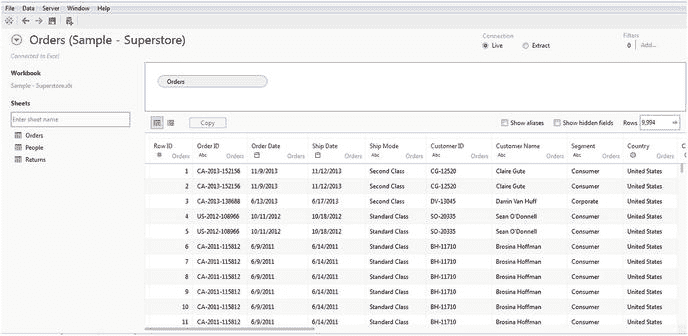 File Data Server Window Help
Orders (Sample - Superstore)
Connection
Live Extract
Filters
0 Add...
Connected to Excel
Workbook
Sample - Superstore.xls
Sheets
Enter sheet name
Orders
People
Returns
Orders
Copy
Show aliases Show hidden fields Rows 9,994
Row ID Order ID Order Date Ship Date Ship Mode Customer ID Customer Name Segment Country C
Orders Abc Orders Orders Orders Abc Orders Abc Orders Abc Orders Abc Orders Orders
1 CA-2013-152156 11/9/2013 11/12/2013 Second Class CG-12520 Claire Gute Consumer United States
2 CA-2013-152156 11/9/2013 11/12/2013 Second Class CG-12520 Claire Gute Consumer United States
3 CA-2013-138688 6/13/2013 6/17/2013 Second Class DV-13045 Darrin Van Huff Corporate United States
4 US-2012-108966 10/11/2012 10/18/2012 Standard Class SO-20335 Sean O'Donnell Consumer United States
5 US-2012-108966 10/11/2012 10/18/2012 Standard Class SO-20335 Sean O'Donnell Consumer United States
6 CA-2011-115812 6/9/2011 6/14/2011 Standard Class BH-11710 Brosina Hoffman Consumer United States
7 CA-2011-115812 6/9/2011 6/14/2011 Standard Class BH-11710 Brosina Hoffman Consumer United States
8 CA-2011-115812 6/9/2011 6/14/2011 Standard Class BH-11710 Brosina Hoffman Consumer United States
9 CA-2011-115812 6/9/2011 6/14/2011 Standard Class BH-11710 Brosina Hoffman Consumer United States
10 CA-2011-115812 6/9/2011 6/14/2011 Standard Class BH-11710 Brosina Hoffman Consumer United States
11 CA-2011-115812 6/9/2011 6/14/2011 Standard Class BH-11710 Brosina Hoffman Consumer United States